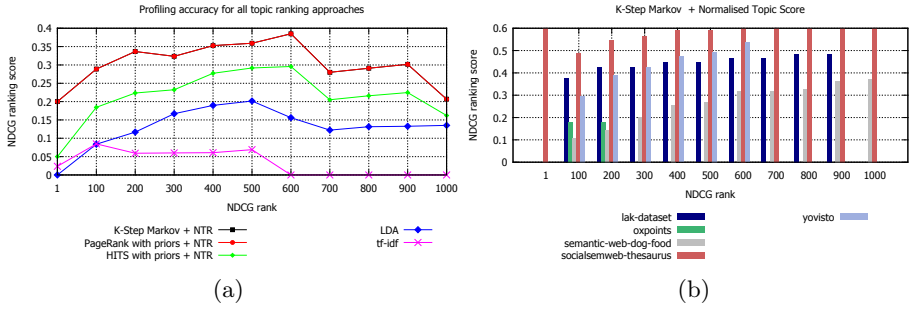 Profiling accuracy for all topic ranking approaches
NDCG ranking score
0.4
0.35
0.3
0.25
0.2
0.15
0.1
0.05
0
1 100 200 300 400 500 600 700 800 900 1000
NDCG rank
K-Step Markov + NTR
PageRank with priors + NTR
HITS with priors + NTR
LDA
tf-idf
(a)
K-Step Markov + Normalised Topic Score
NDCG ranking score
0.6
0.5
0.4
0.3
0.2
0.1
0
1 100 200 300 400 500 600 700 800 900 1000
NDCG rank
lak-dataset
oxpoints
semantic-web-dog-food
socialsemweb-thesaurus
yovisto
(b)